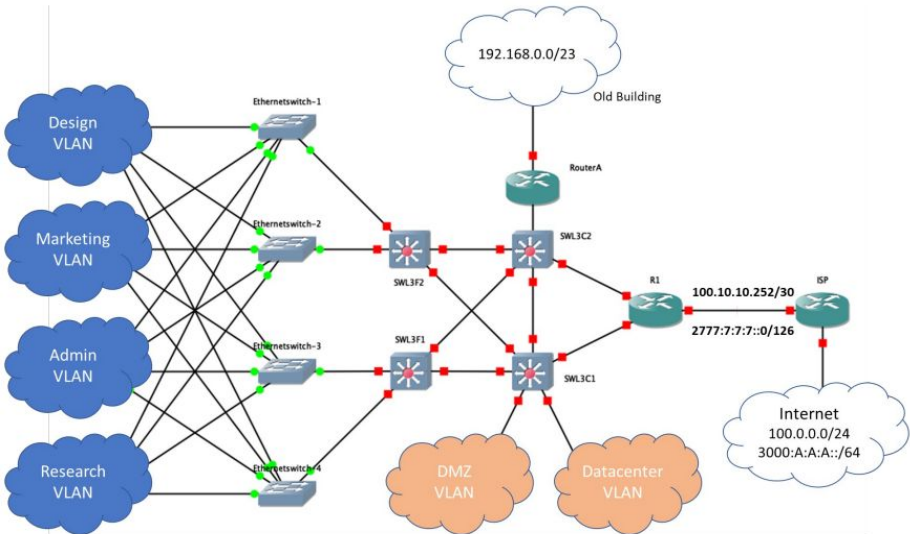 192.168.0.0/23
Old Building
Ethernetswitch-1
Design
VLAN
RouterA
Ethernetswitch-2
Marketing
VLAN
SWL3C2
SWL3F2
R1
100.10.10.252/30
ISP
2777:7:7:7::0/126
Ethernetswitch-3
SWL3F1
Admin
VLAN
SWL3C1
Internet
100.0.0.0/24
3000:A:A:A::/64
Ethernetswitch-4
Research
VLAN
DMZ
VLAN
Datacenter
VLAN